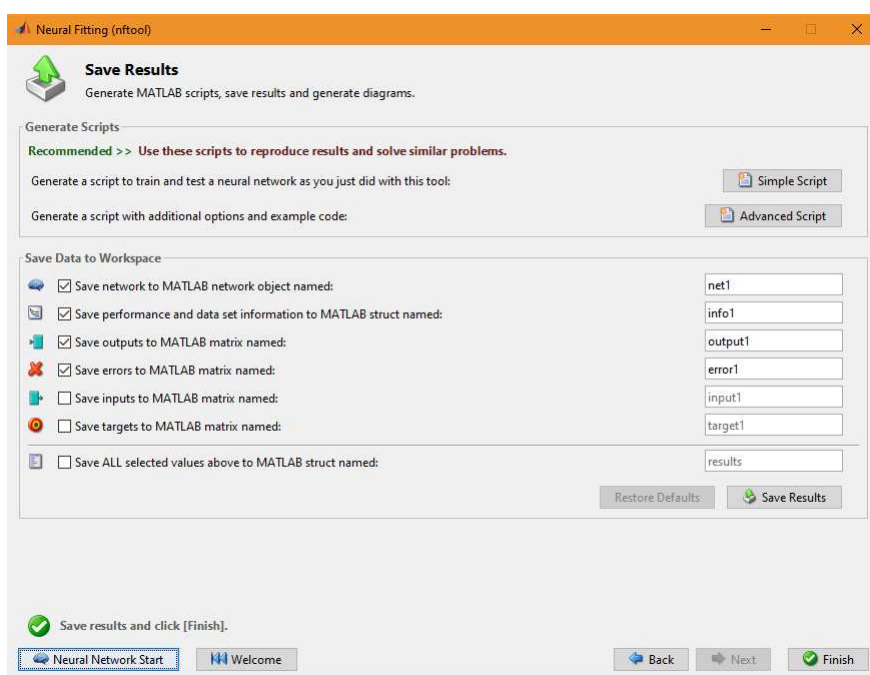 Neural Fitting (nftool)
Save Results
Generate MATLAB scripts, save results and generate diagrams.
Generate Scripts
Recommended >> Use these scripts to reproduce results and solve similar problems.
Generate a script to train and test a neural network as you just did with this tool: Simple Script
Generate a script with additional options and example code: Advanced Script
Save Data to Workspace
Save network to MATLAB network object named: net1
Save performance and data set information to MATLAB struct named: info1
Save outputs to MATLAB matrix named: output1
Save errors to MATLAB matrix named: error1
Save inputs to MATLAB matrix named: input1
Save targets to MATLAB matrix named: target1
Save ALL selected values above to MATLAB struct named: results
Restore Defaults Save Results
Save results and click [Finish].
Neural Network Start Welcome Back Next Finish